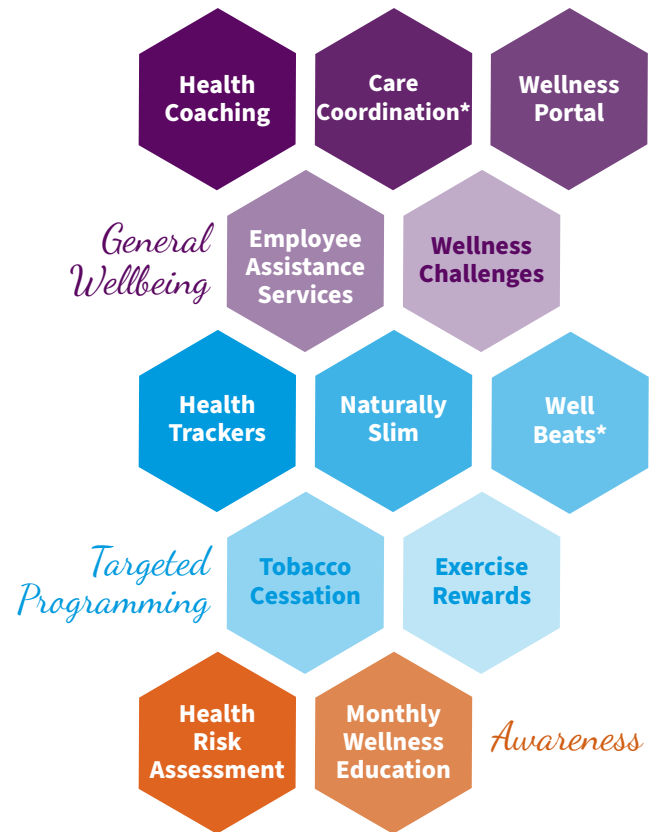 Health
Coaching
Care
Coordination*
Wellness
Portal
General
Wellbeing
Employee
Assistance
Services
Wellness
Challenges
Health
Trackers
Naturally
Slim
Well
Beats*
Targeted
Programming
Tobacco
Cessation
Exercise
Rewards
Health
Risk
Assessment
Monthly
Wellness
Education
Awareness